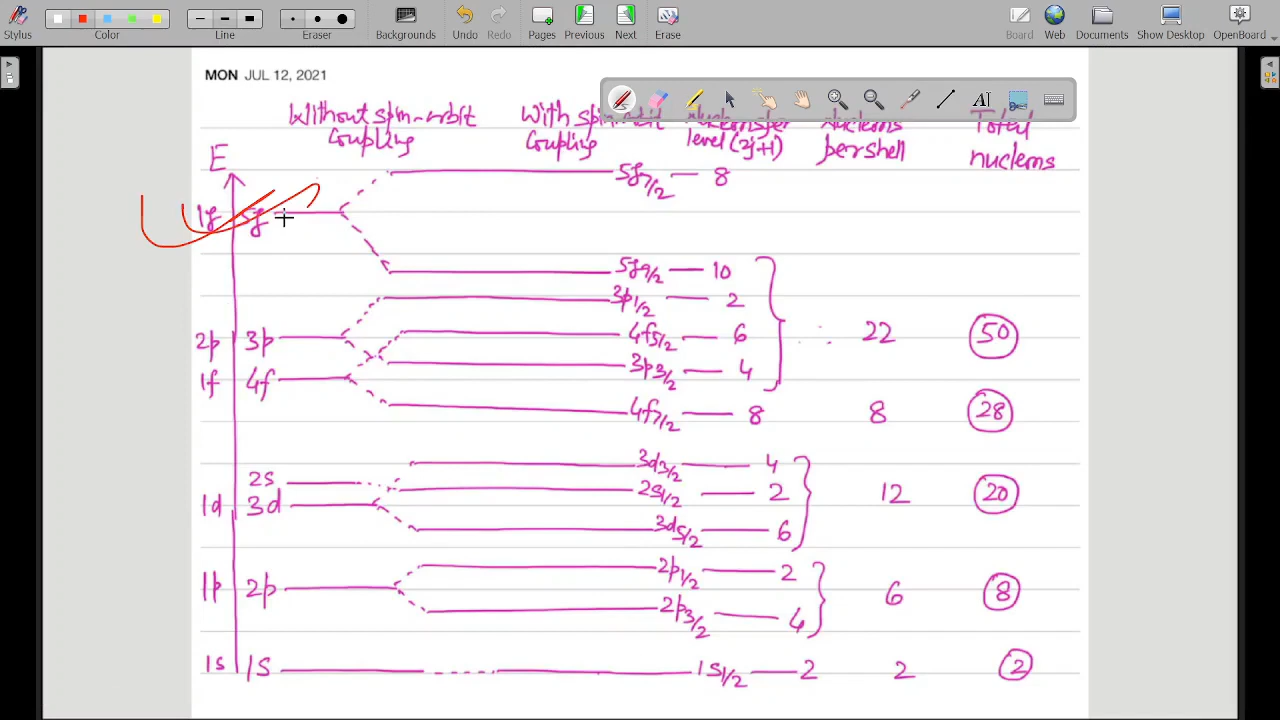 Stylus Color Line Eraser Backgrounds Undo Redo Pages Previous Next Erase Board Web Documents Show Desktop OpenBoard
MON JUL 12, 2021
Without spin-orbit coupling
With spin-orbit coupling
level (2j+1)
Nucleons per shell
Total nucleons
E
5g7/2 — 8
1g 5g
5g9/2 — 10
3p1/2 — 2
2p 3p 4f5/2 — 6 22 50
3p3/2 — 4
1f 4f
4f7/2 — 8 8 28
3d3/2 — 4
2s
2s1/2 — 2 12 20
1d 3d
3d5/2 — 6
2p1/2 — 2
1p 2p 6 8
2p3/2 — 4
1s 1s 1s1/2 — 2 2 2